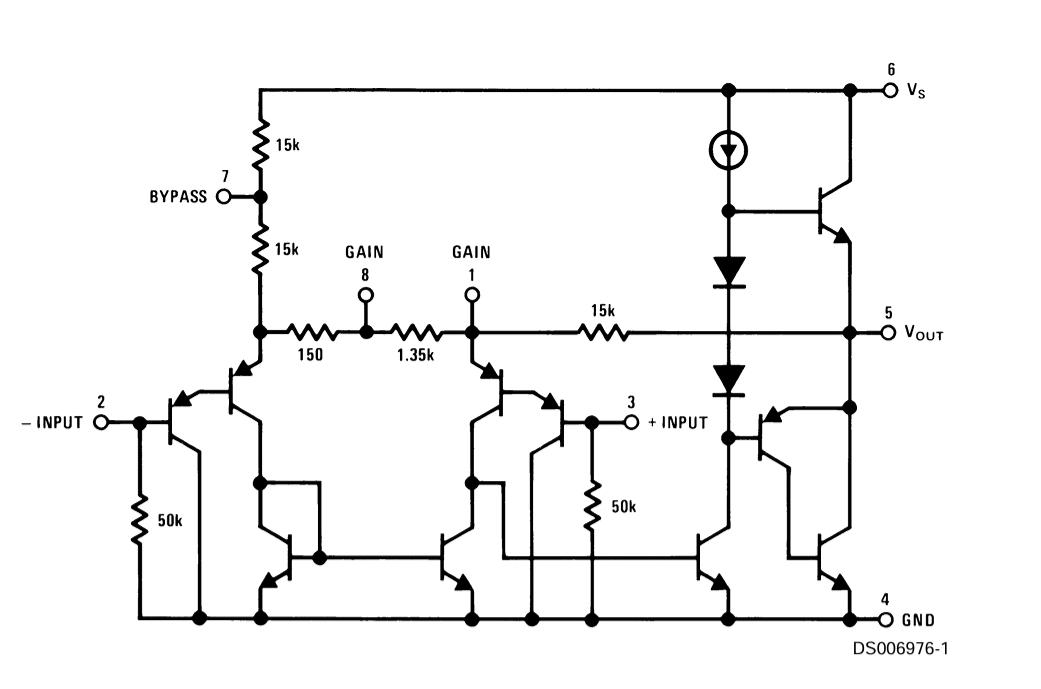 6
VS
15k
7
BYPASS
15k
GAIN
8
GAIN
1
15k
5
VOUT
150
1.35k
2
– INPUT
3
+ INPUT
50k
50k
4
GND
DS006976-1